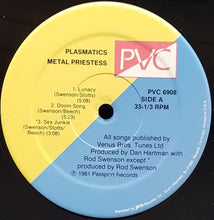 PLASMATICS
METAL PRIESTESS
PVC
1. Lunacy
(Swenson/Stotts)
5:08
2. Doom Song
(Swenson/Beech)
5:23
3. Sex Junkie
(Swenson/Stotts/
Beech)
PVC 6908
SIDE A
33-1/3 RPM
All songs published by
Venus Bros. Tunes Ltd.
Produced by Dan Hartman with
Rod Swenson except *
produced by Rod Swenson
℗ 1981 Passport Records